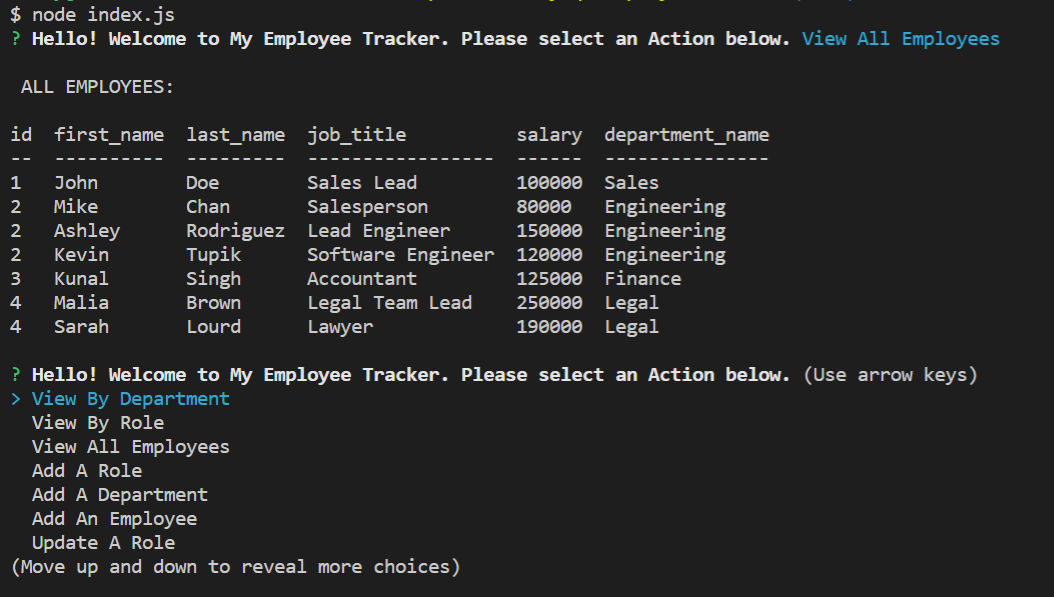 $ node index.js
? Hello! Welcome to My Employee Tracker. Please select an Action below. View All Employees
ALL EMPLOYEES:
id  first_name  last_name  job_title          salary  department_name
--  ----------  ---------  -----------------  ------  ---------------
1   John        Doe        Sales Lead         100000  Sales
2   Mike        Chan       Salesperson        80000   Engineering
2   Ashley      Rodriguez  Lead Engineer      150000  Engineering
2   Kevin       Tupik      Software Engineer  120000  Engineering
3   Kunal       Singh      Accountant         125000  Finance
4   Malia       Brown      Legal Team Lead    250000  Legal
4   Sarah       Lourd      Lawyer             190000  Legal
? Hello! Welcome to My Employee Tracker. Please select an Action below. (Use arrow keys)
> View By Department
  View By Role
  View All Employees
  Add A Role
  Add A Department
  Add An Employee
  Update A Role
(Move up and down to reveal more choices)